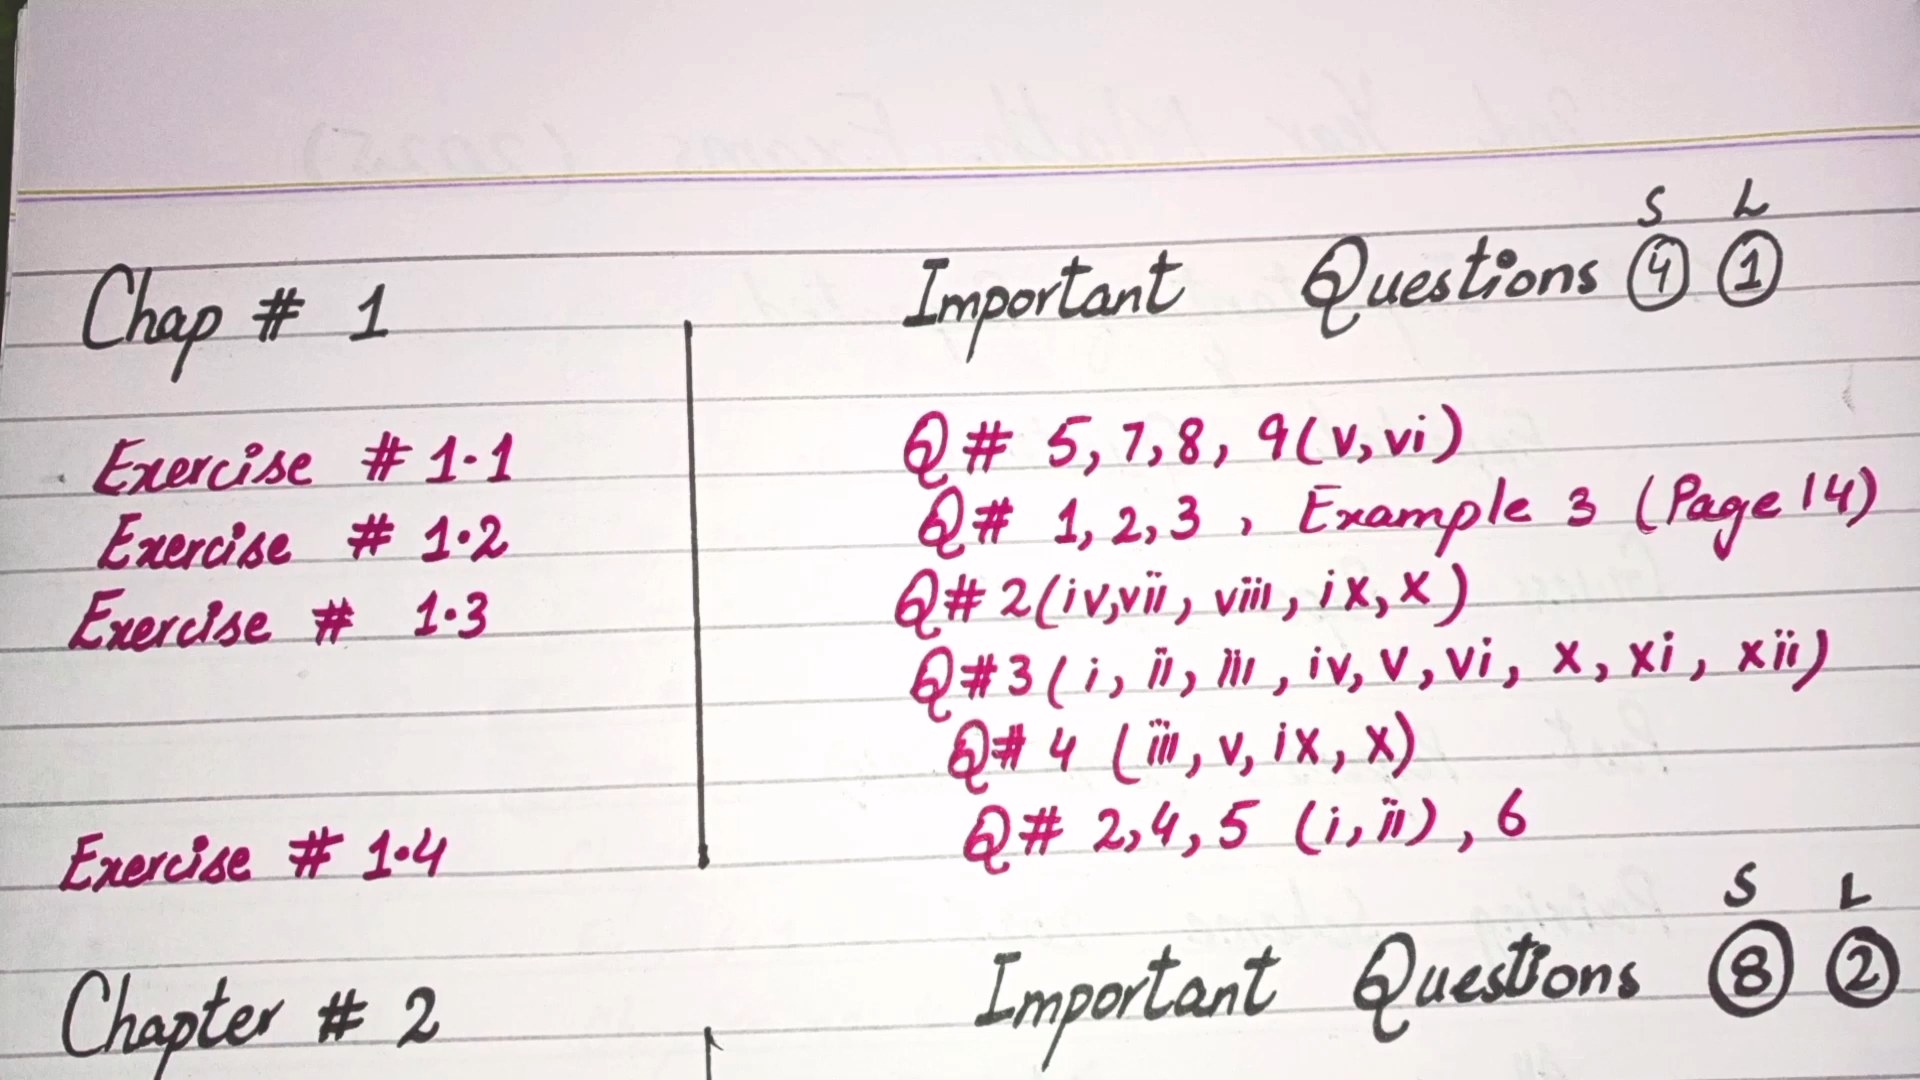 S L
Chap # 1 Important Questions 4 1
Exercise # 1.1 Q# 5,7,8, 9(v,vi)
Exercise # 1.2 Q# 1,2,3, Example 3 (Page 14)
Exercise # 1.3 Q#2(iv,vii, viii, ix, x)
Q#3(i, ii, iii, iv, v, vi, x, xi, xii)
Q#4 (iii, v, ix, x)
Exercise # 1.4 Q# 2,4,5 (i,ii), 6
S L
Chapter # 2 Important Questions 8 2